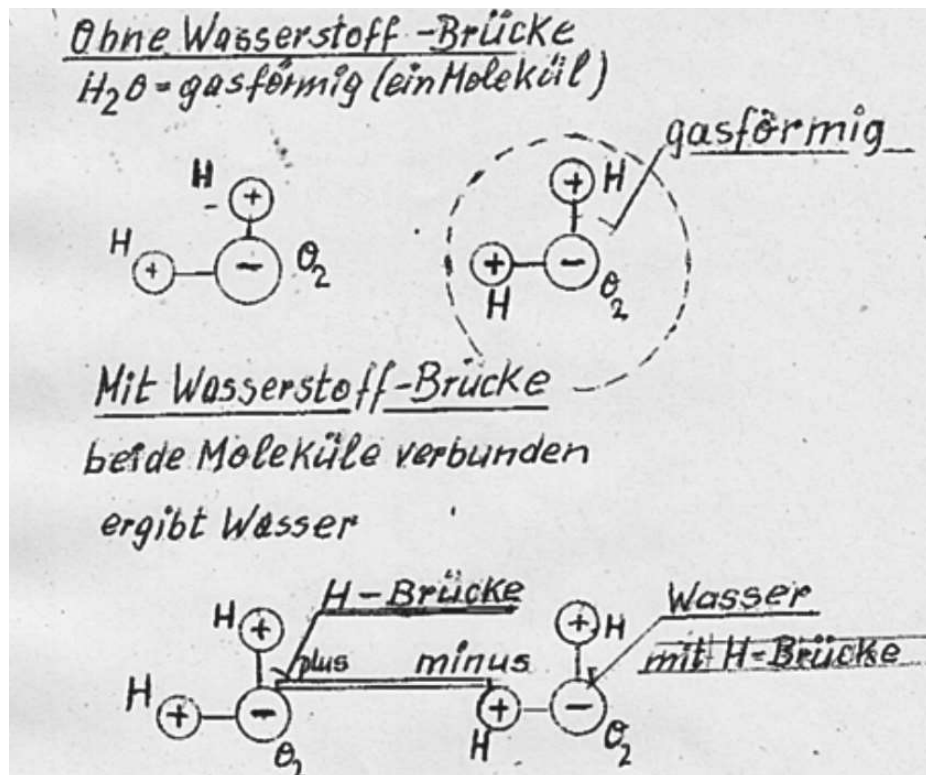 Ohne Wasserstoff-Brücke
H₂O = gasförmig (ein Molekül)
gasförmig
H
+
H
+
-
O₂
+
H
+
-
H
O₂
Mit Wasserstoff-Brücke
beide Moleküle verbunden
ergibt Wasser
H-Brücke
Wasser
mit H-Brücke
H
+
plus
minus
H
+
-
O₂
+
H
+
-
H
O₂